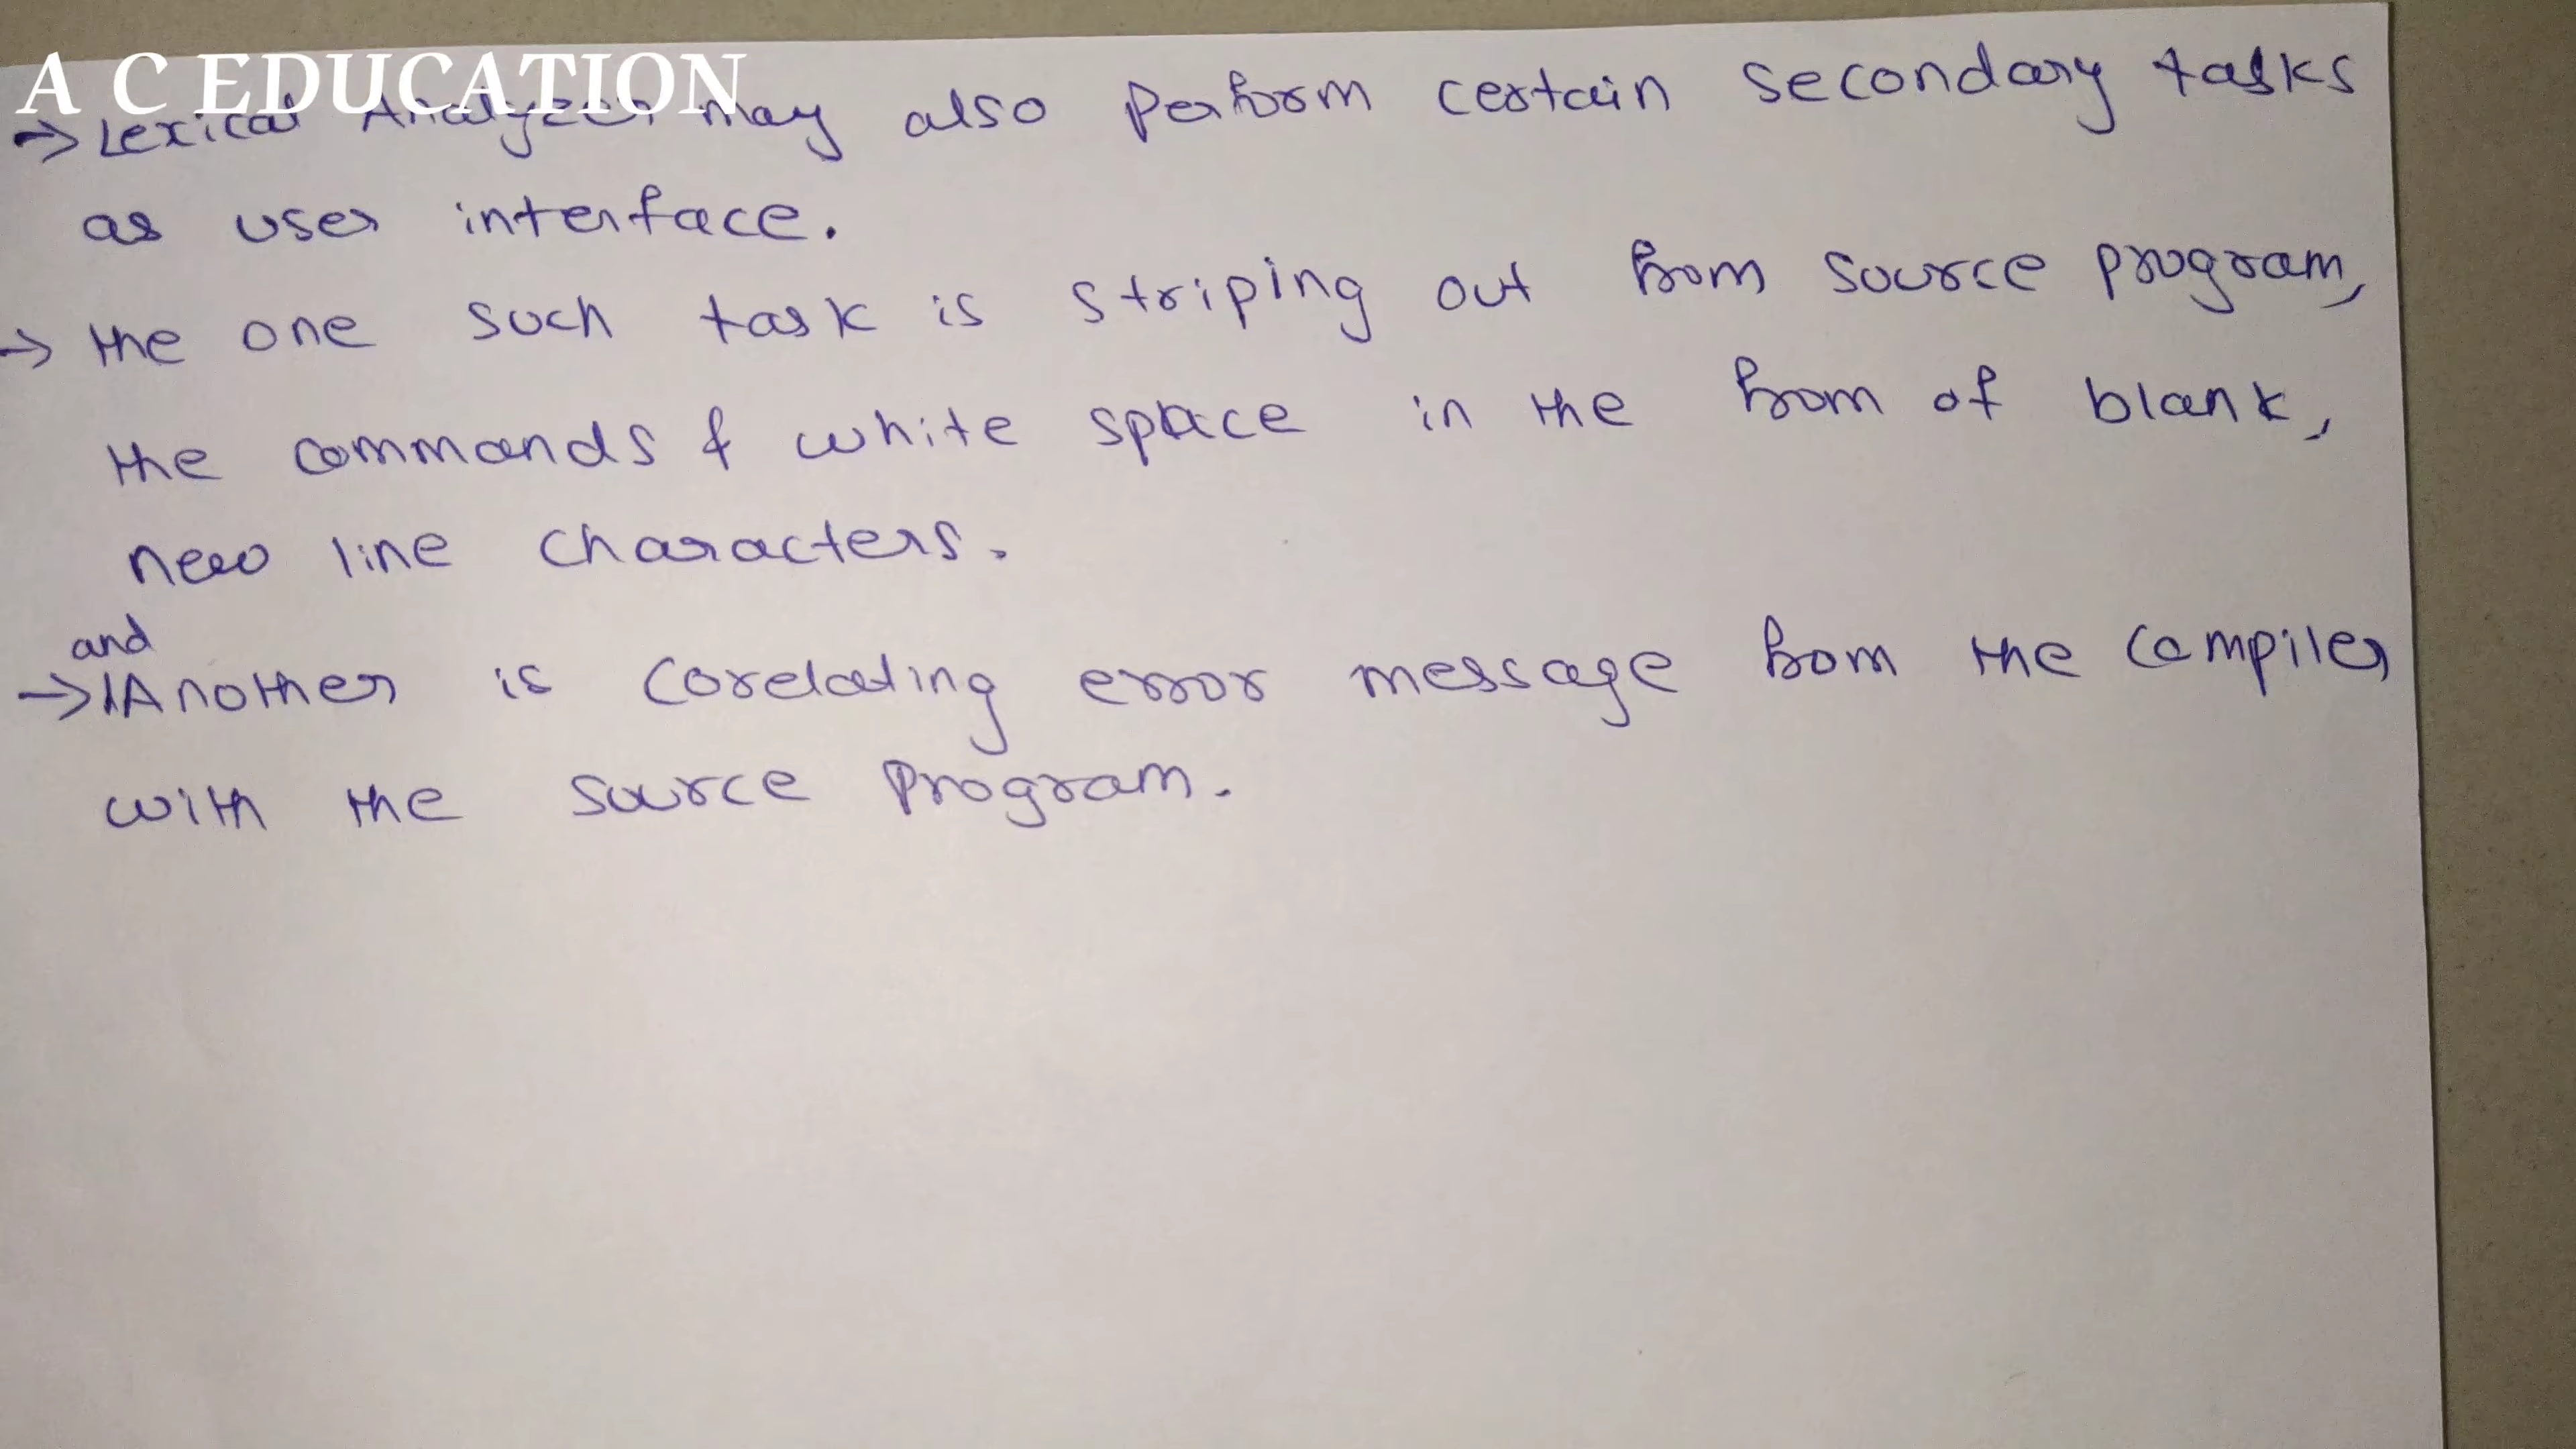 A C EDUCATION
→ Lexical Analyzer may also perform certain secondary tasks
as user interface.
→ the one such task is striping out from source program,
the commands & white space in the from of blank,
new line characters.
and
→ Another is corelating error message from the compiler
with the source program.